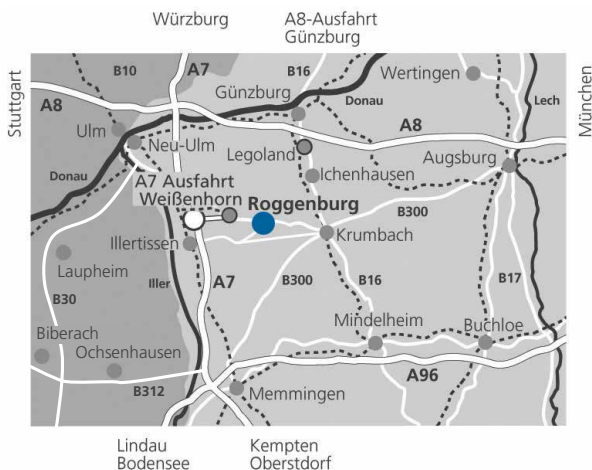 Würzburg
A8-Ausfahrt
Günzburg
Stuttgart
München
B10
A7
B16
Wertingen
Günzburg
Donau
Lech
A8
A8
Ulm
Neu-Ulm
Legoland
Augsburg
Donau
Ichenhausen
A7 Ausfahrt
Weißenhorn
Roggenburg
B300
Illertissen
Krumbach
Laupheim
Iller
A7
B300
B16
B17
B30
Mindelheim
Buchloe
Biberach
Ochsenhausen
A96
B312
Memmingen
Lindau
Bodensee
Kempten
Oberstdorf